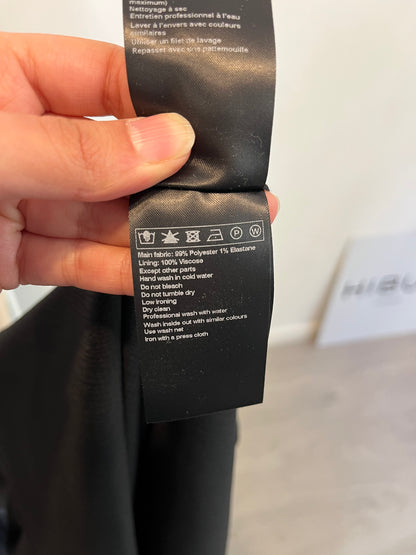 maximum)
Nettoyage à sec
Entretien professionnel à l'eau
Laver à l'envers avec couleurs
similaires
Utiliser un filet de lavage
Repasser avec une pattemouille
P W
Main fabric: 99% Polyester 1% Elastane
Lining: 100% Viscose
Except other parts
Hand wash in cold water
Do not bleach
Do not tumble dry
Low ironing
Dry clean
Professional wash with water
Wash inside out with similar colours
Use wash net
Iron with a press cloth